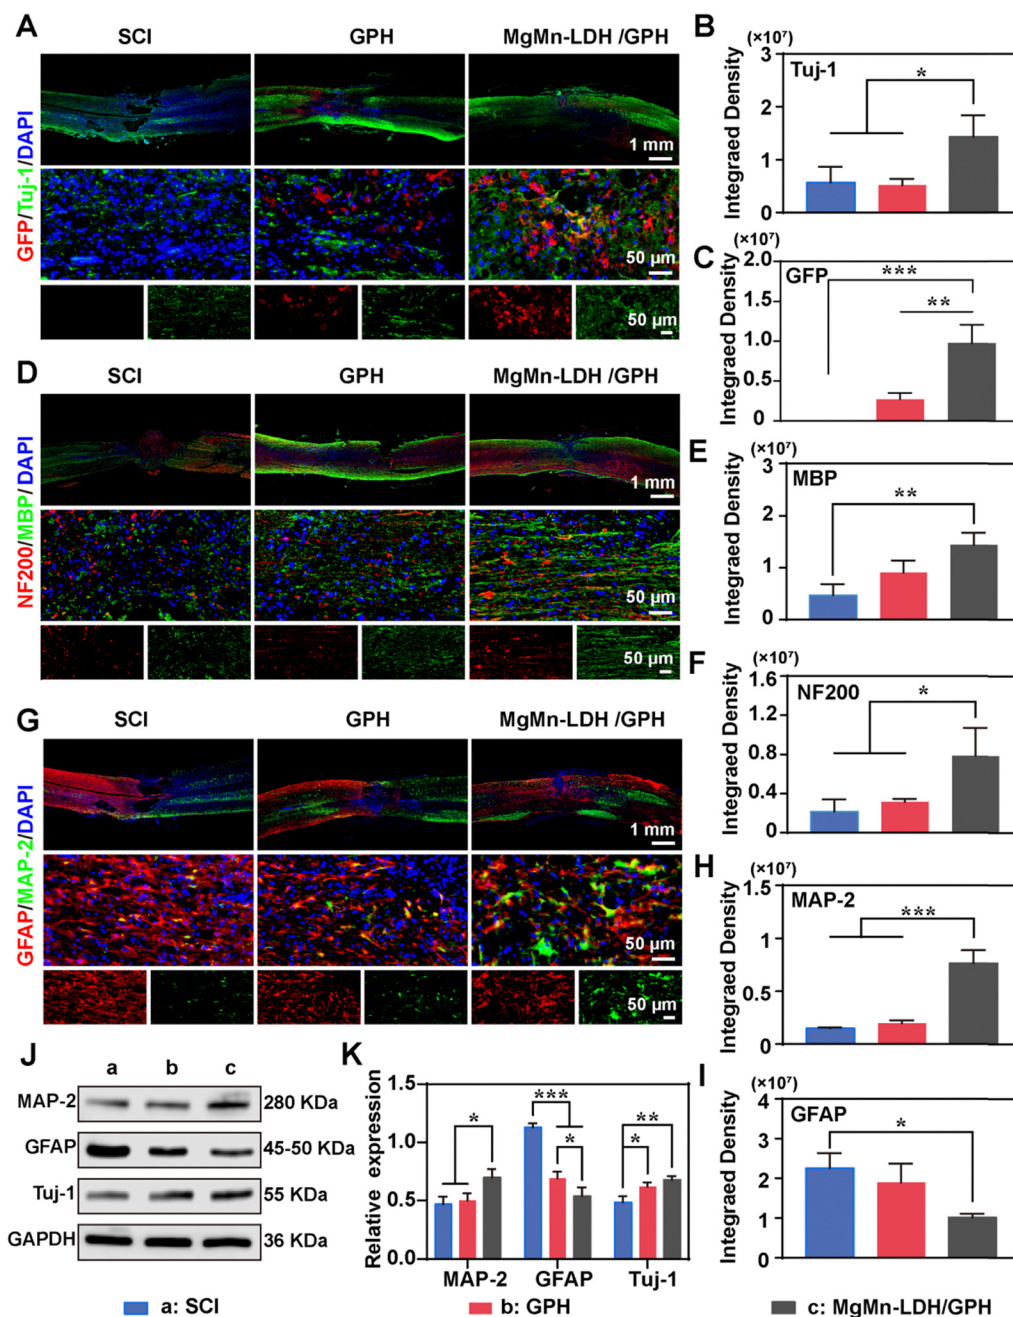 A
SCI
GPH
MgMn-LDH /GPH
GFP/Tuj-1/DAPI
1 mm
50 μm
50 μm
B
(×10⁷)
Tuj-1
*
Integraed Density
3
2
1
0
C
(×10⁷)
GFP
***
**
Integraed Density
2.0
1.5
1.0
0.5
0
D
SCI
GPH
MgMn-LDH /GPH
NF200/MBP/ DAPI
1 mm
50 μm
50 μm
E
(×10⁷)
MBP
**
Integraed Density
3
2
1
0
F
(×10⁷)
NF200
*
Integraed Density
1.6
1.2
0.8
0.4
0
G
SCI
GPH
MgMn-LDH /GPH
GFAP/MAP-2/DAPI
1 mm
50 μm
50 μm
H
(×10⁷)
MAP-2
***
Integraed Density
1.5
1
0.5
0
I
(×10⁷)
GFAP
*
Integraed Density
4
3
2
1
0
J
a b c
MAP-2 280 KDa
GFAP 45-50 KDa
Tuj-1 55 KDa
GAPDH 36 KDa
K
Relative expression
1.5
1.0
0.5
0.0
*
***
*
**
*
MAP-2 GFAP Tuj-1
a: SCI b: GPH c: MgMn-LDH/GPH